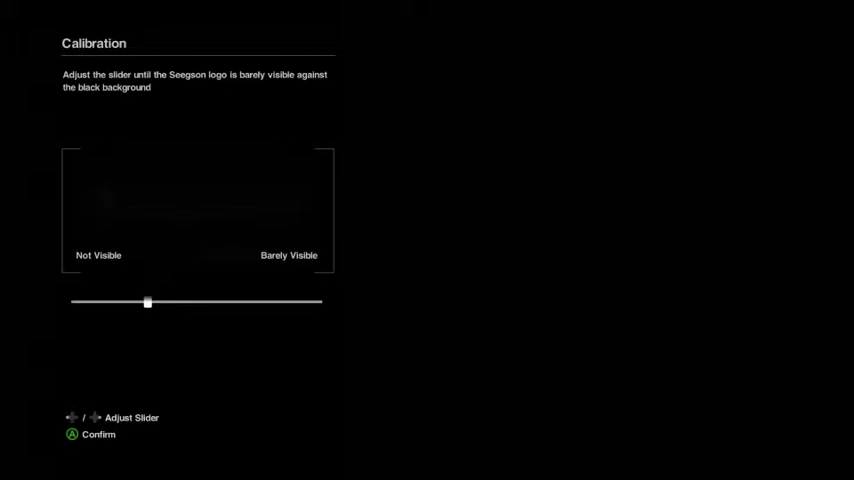 Calibration
Adjust the slider until the Seegson logo is barely visible against
the black background
Not Visible
Barely Visible
/
Adjust Slider
A Confirm